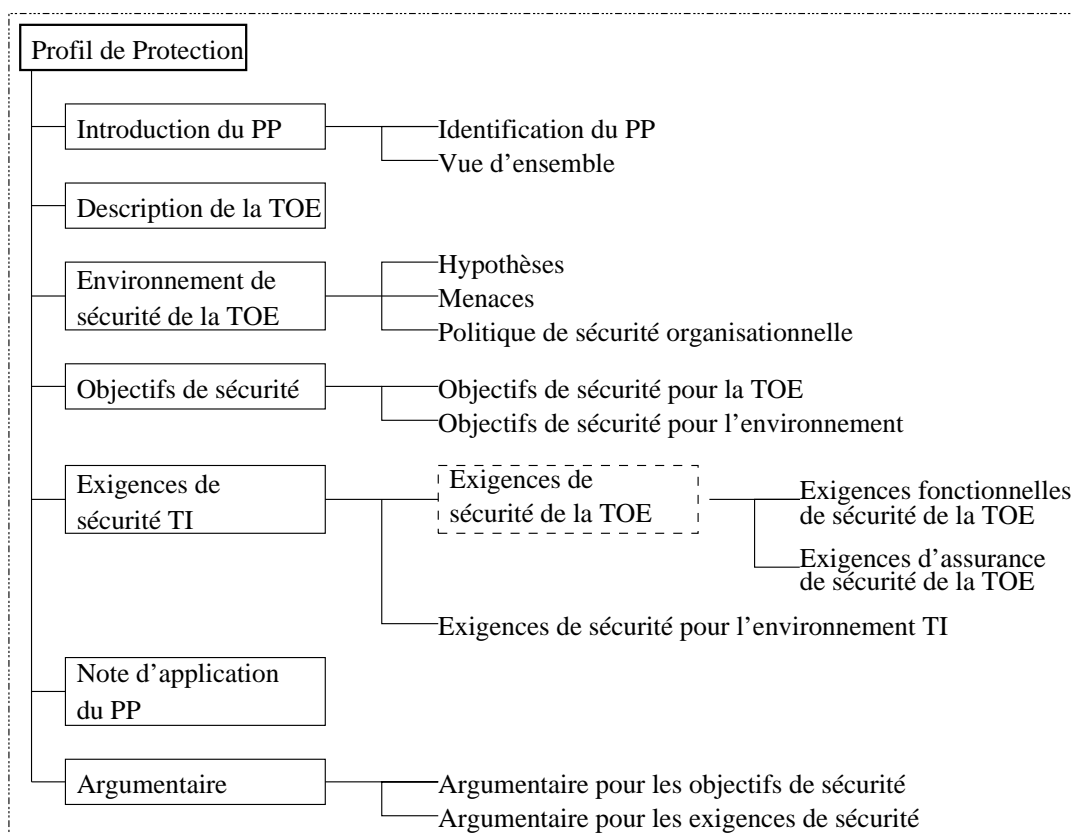 Profil de Protection
Introduction du PP
Identification du PP
Vue d'ensemble
Description de la TOE
Environnement de
sécurité de la TOE
Hypothèses
Menaces
Politique de sécurité organisationnelle
Objectifs de sécurité
Objectifs de sécurité pour la TOE
Objectifs de sécurité pour l'environnement
Exigences de
sécurité TI
Exigences de
sécurité de la TOE
Exigences fonctionnelles
de sécurité de la TOE
Exigences d'assurance
de sécurité de la TOE
Exigences de sécurité pour l'environnement TI
Note d'application
du PP
Argumentaire
Argumentaire pour les objectifs de sécurité
Argumentaire pour les exigences de sécurité